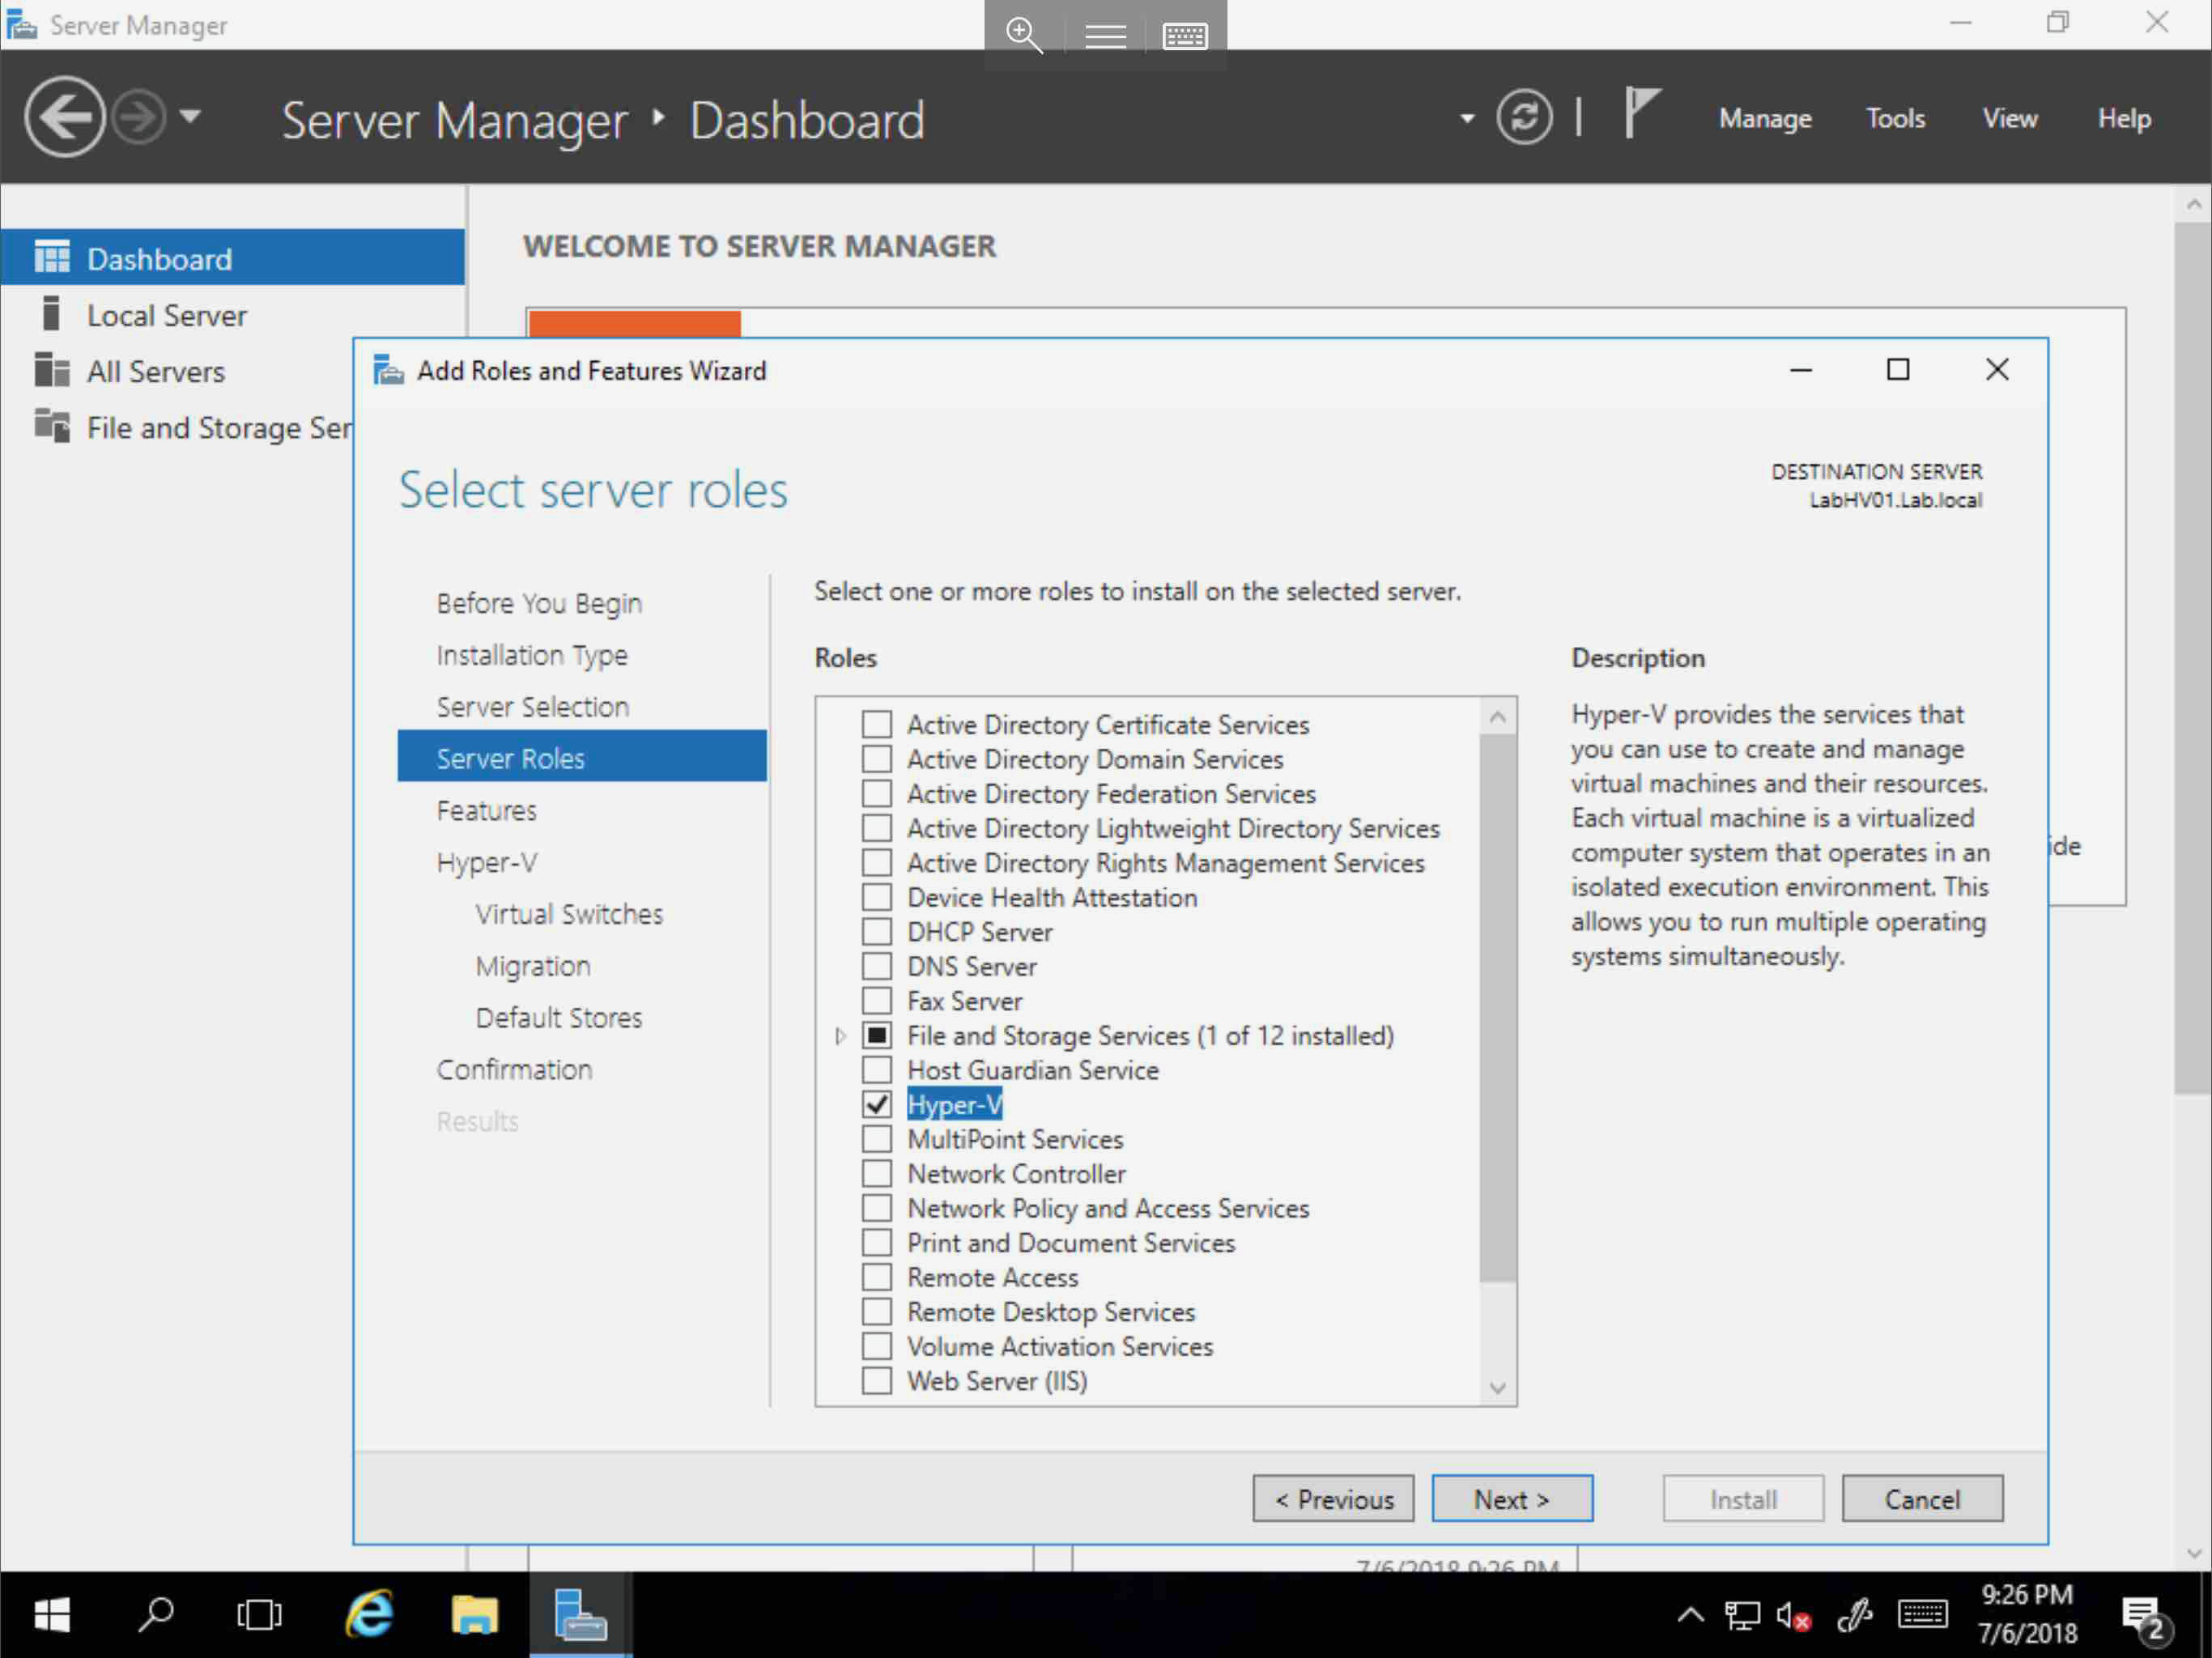 Server Manager
Server Manager ‣ Dashboard
Manage Tools View Help
Dashboard
Local Server
All Servers
File and Storage Ser
WELCOME TO SERVER MANAGER
Add Roles and Features Wizard
Select server roles
DESTINATION SERVER
LabHV01.Lab.local
Before You Begin
Installation Type
Server Selection
Server Roles
Features
Hyper-V
Virtual Switches
Migration
Default Stores
Confirmation
Results
Select one or more roles to install on the selected server.
Roles
Active Directory Certificate Services
Active Directory Domain Services
Active Directory Federation Services
Active Directory Lightweight Directory Services
Active Directory Rights Management Services
Device Health Attestation
DHCP Server
DNS Server
Fax Server
File and Storage Services (1 of 12 installed)
Host Guardian Service
Hyper-V
MultiPoint Services
Network Controller
Network Policy and Access Services
Print and Document Services
Remote Access
Remote Desktop Services
Volume Activation Services
Web Server (IIS)
Description
Hyper-V provides the services that
you can use to create and manage
virtual machines and their resources.
Each virtual machine is a virtualized
computer system that operates in an
isolated execution environment. This
allows you to run multiple operating
systems simultaneously.
ide
< Previous
Next >
Install
Cancel
7/6/2018 9:26 PM
9:26 PM
7/6/2018
2